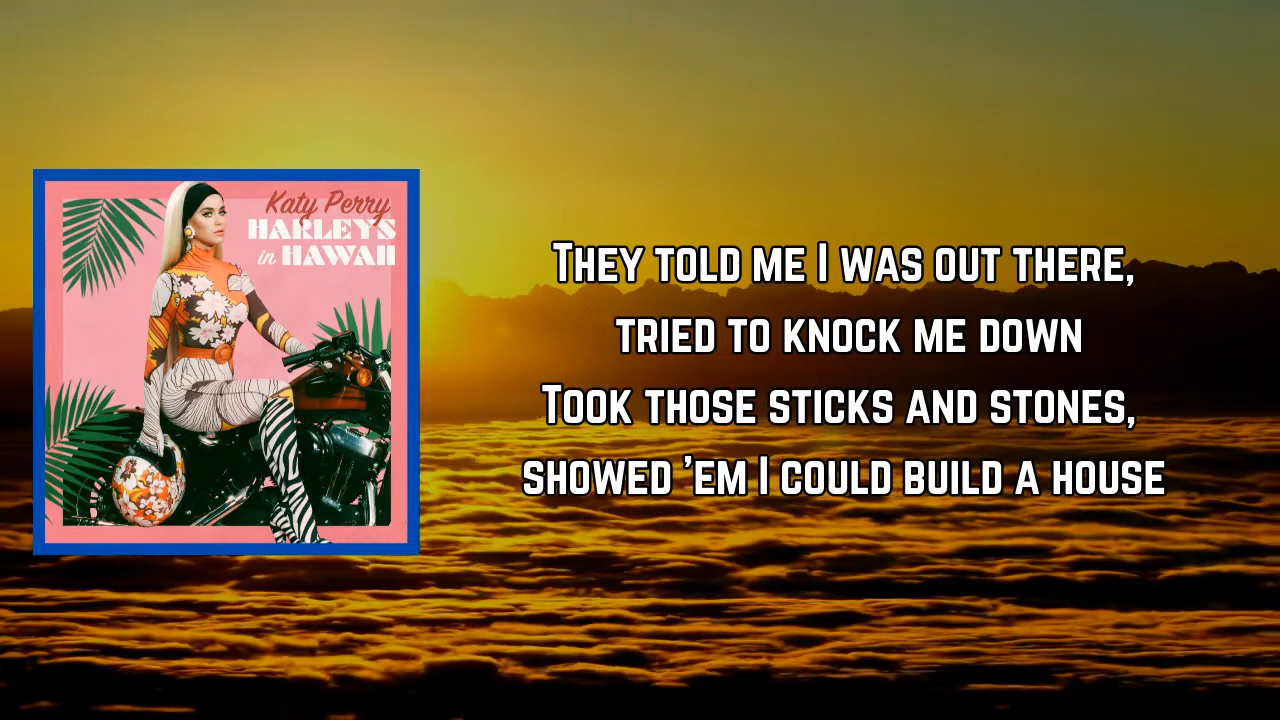 Katy Perry
HARLEYS
in HAWAII
They told me I was out there,
tried to knock me down
Took those sticks and stones,
showed 'em I could build a house